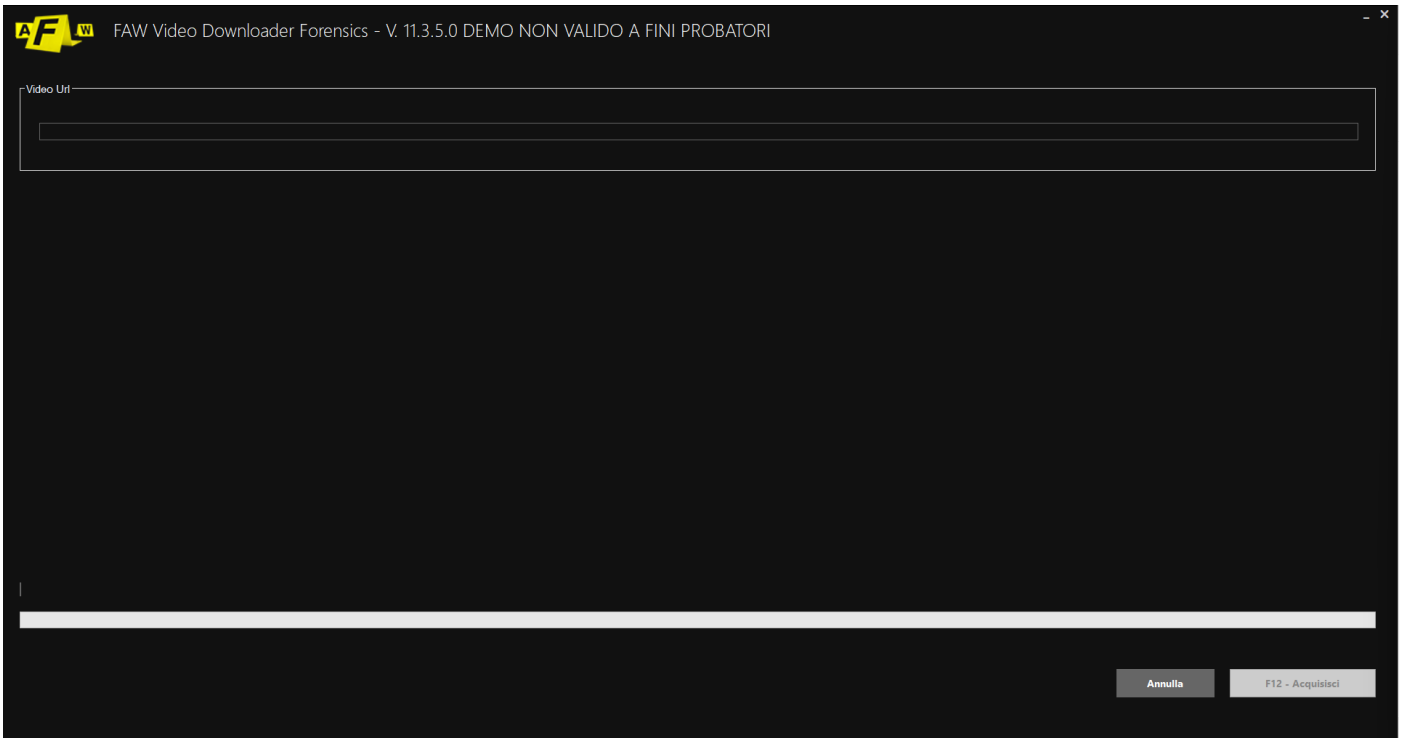 A F W
FAW Video Downloader Forensics - V. 11.3.5.0 DEMO NON VALIDO A FINI PROBATORI
Video Url
Annulla
F12 - Acquisisci